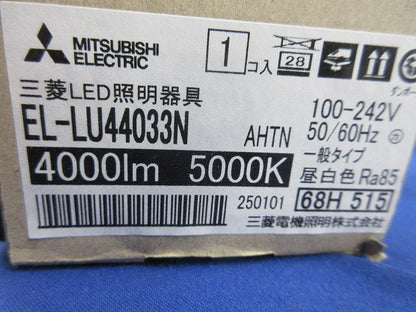 MITSUBISHI
ELECTRIC
1 コ入
28
三菱LED照明器具
EL-LU44033N
AHTN
100-242V
50/60Hz
4000lm 5000K
一般タイプ
昼白色 Ra85
250101
68H 515
三菱電機照明株式会社